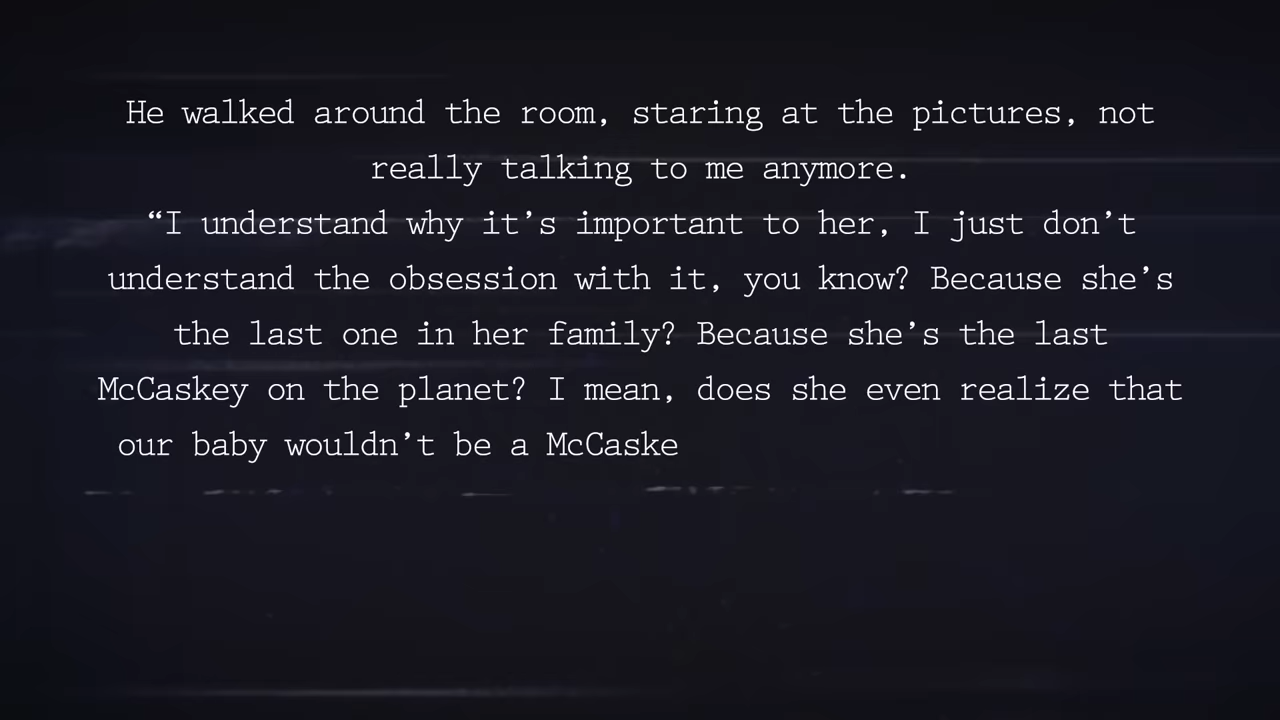 He walked around the room, staring at the pictures, not
really talking to me anymore.
“I understand why it’s important to her, I just don’t
understand the obsession with it, you know? Because she’s
the last one in her family? Because she’s the last
McCaskey on the planet? I mean, does she even realize that
our baby wouldn’t be a McCaske